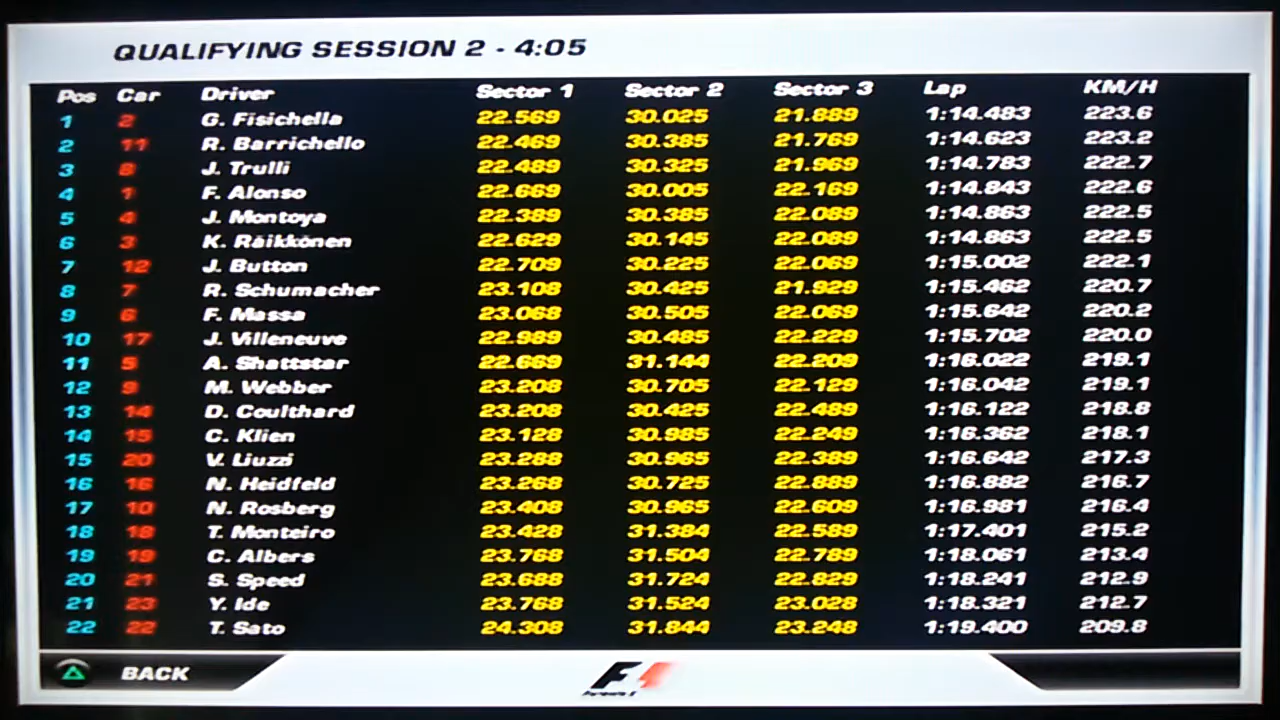 QUALIFYING SESSION 2 - 4:05
Pos Car Driver Sector 1 Sector 2 Sector 3 Lap KM/H
1 2 G. Fisichella 22.569 30.025 21.889 1:14.483 223.6
2 11 R. Barrichello 22.469 30.385 21.769 1:14.623 223.2
3 8 J. Trulli 22.489 30.325 21.969 1:14.783 222.7
4 1 F. Alonso 22.669 30.005 22.169 1:14.843 222.6
5 4 J. Montoya 22.389 30.385 22.089 1:14.863 222.5
6 3 K. Räikkönen 22.629 30.145 22.089 1:14.863 222.5
7 12 J. Button 22.709 30.225 22.069 1:15.002 222.1
8 7 R. Schumacher 23.108 30.425 21.929 1:15.462 220.7
9 6 F. Massa 23.068 30.505 22.069 1:15.642 220.2
10 17 J. Villeneuve 22.989 30.485 22.229 1:15.702 220.0
11 5 A. Shattstar 22.669 31.144 22.209 1:16.022 219.1
12 9 M. Webber 23.208 30.705 22.129 1:16.042 219.1
13 14 D. Coulthard 23.208 30.425 22.489 1:16.122 218.8
14 15 C. Klien 23.128 30.985 22.249 1:16.362 218.1
15 20 V. Liuzzi 23.288 30.965 22.389 1:16.642 217.3
16 16 N. Heidfeld 23.268 30.725 22.889 1:16.882 216.7
17 10 N. Rosberg 23.408 30.965 22.609 1:16.981 216.4
18 18 T. Monteiro 23.428 31.384 22.589 1:17.401 215.2
19 19 C. Albers 23.768 31.504 22.789 1:18.061 213.4
20 21 S. Speed 23.688 31.724 22.829 1:18.241 212.9
21 23 Y. Ide 23.768 31.524 23.028 1:18.321 212.7
22 22 T. Sato 24.308 31.844 23.248 1:19.400 209.8
BACK
F1
Formula 1